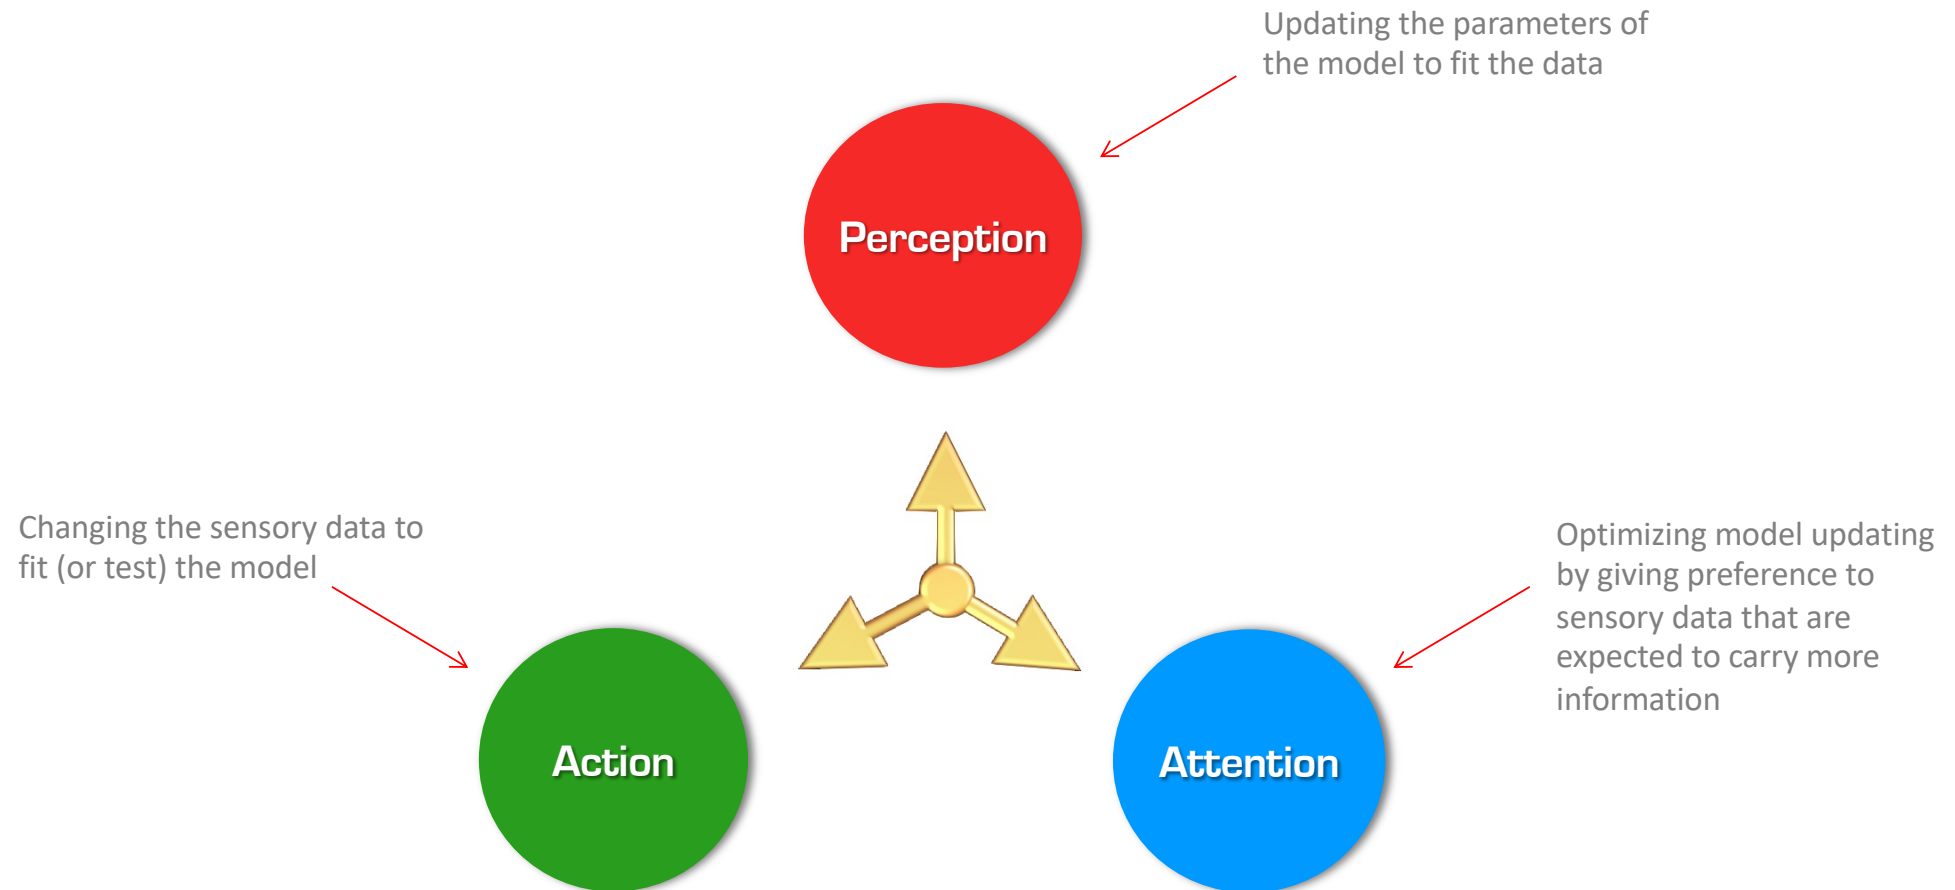 Updating the parameters of
the model to fit the data
Perception
Changing the sensory data to
fit (or test) the model
Optimizing model updating
by giving preference to
sensory data that are
expected to carry more
information
Action
Attention